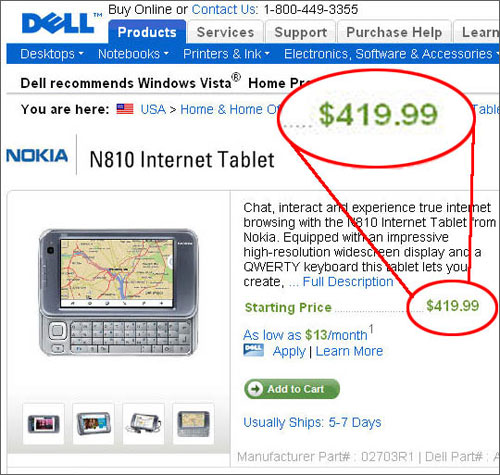 Buy Online or Contact Us: 1-800-449-3355
DELL
Products Services Support Purchase Help Learn
Desktops Notebooks Printers & Ink Electronics, Software & Accessories
Dell recommends Windows Vista® Home Pr
You are here: USA > Home & Home Of Table
$419.99
NOKIA N810 Internet Tablet
Chat, interact and experience true internet
browsing with the N810 Internet Tablet from
Nokia. Equipped with an impressive
high-resolution widescreen display and a
QWERTY keyboard this tablet lets you
create, ... Full Description
Starting Price $419.99
As low as $13/month1
DELL Apply | Learn More
Add to Cart
Usually Ships: 5-7 Days
Manufacturer Part# : 02703R1 | Dell Part# : A